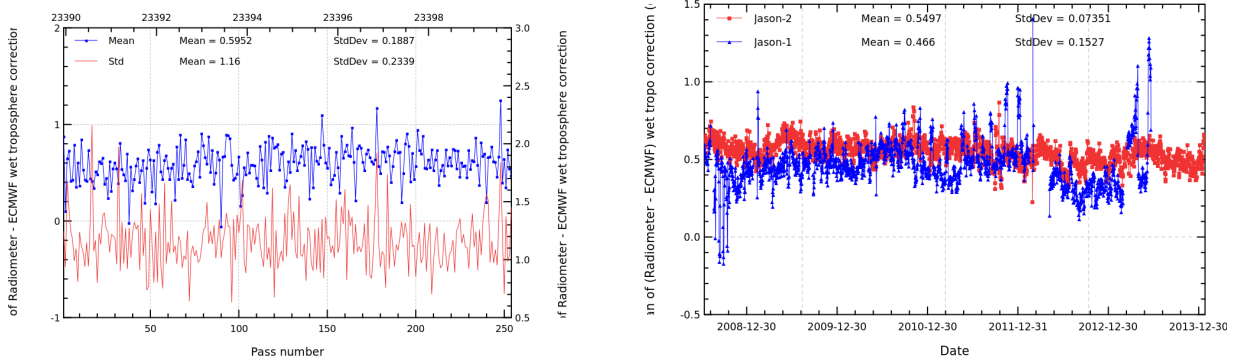 23390 23392 23394 23396 23398
2 3.0
Mean Mean = 0.5952 StdDev = 0.1887
Std Mean = 1.16 StdDev = 0.2339
2.5
1 2.0
1.5
0
1.0
-1 0.5
50 100 150 200 250
Pass number
of Radiometer - ECMWF wet troposphere correction
of Radiometer - ECMWF wet troposphere correction
Jason-2 Mean = 0.5497 StdDev = 0.07351
Jason-1 Mean = 0.466 StdDev = 0.1527
1.0
0.5
0.0
-0.5
2008-12-30 2009-12-30 2010-12-30 2011-12-31 2012-12-30 2013-12-30
Date
of (Radiometer - ECMWF) wet tropo correction (